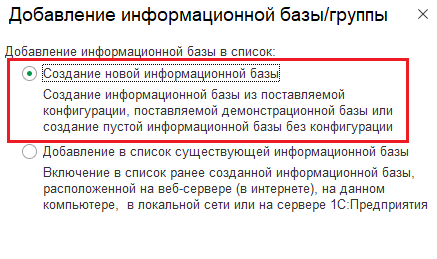 Добавление информационной базы/группы
Добавление информационной базы в список:
Создание новой информационной базы
Создание информационной базы из поставляемой
конфигурации, поставляемой демонстрационной базы или
создание пустой информационной базы без конфигурации
Добавление в список существующей информационной базы
Включение в список ранее созданной информационной базы,
расположенной на веб-сервере (в интернете), на данном
компьютере, в локальной сети или на сервере 1С:Предприятия